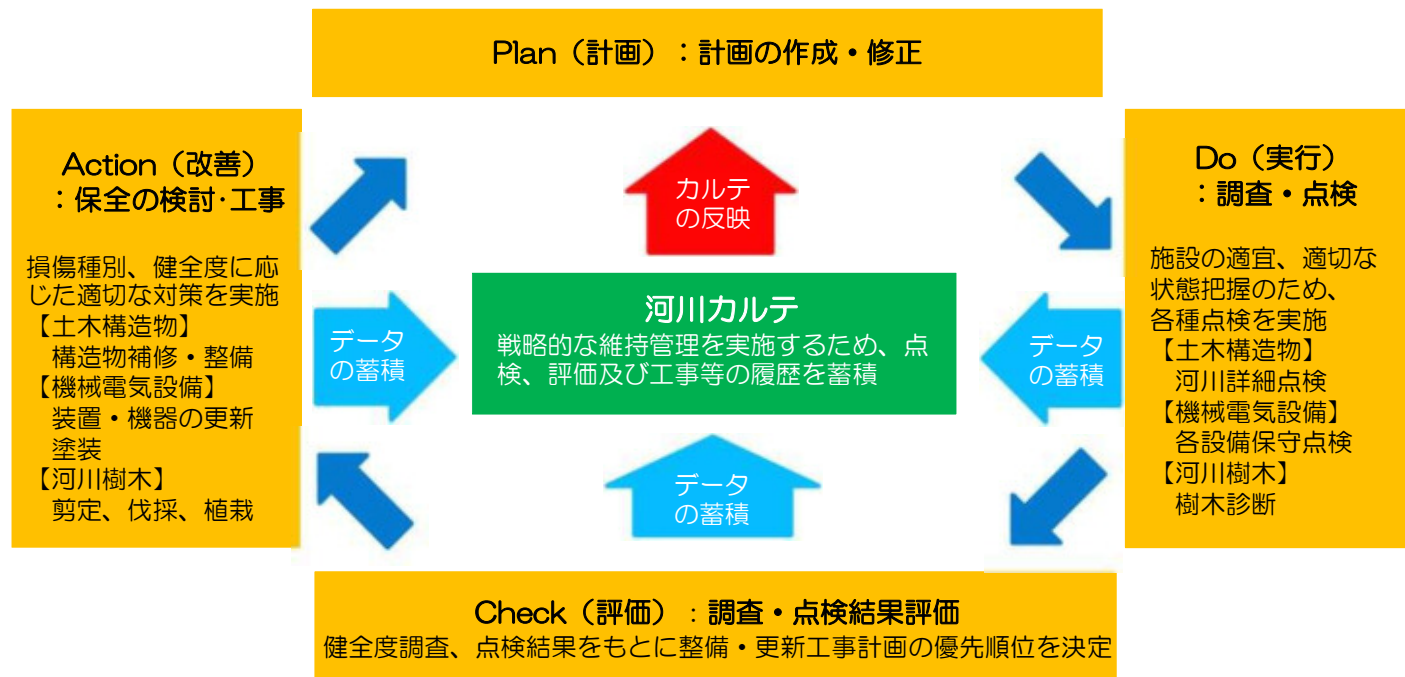 Plan（計画）：計画の作成・修正
Action（改善）
：保全の検討･工事
損傷種別、健全度に応
じた適切な対策を実施
【土木構造物】
構造物補修・整備
【機械電気設備】
装置・機器の更新
塗装
【河川樹木】
剪定、伐採、植栽
カルテ
の反映
河川カルテ
戦略的な維持管理を実施するため、点
検、評価及び工事等の履歴を蓄積
データ
の蓄積
データ
の蓄積
データ
の蓄積
Do（実行）
：調査・点検
施設の適宜、適切な
状態把握のため、
各種点検を実施
【土木構造物】
河川詳細点検
【機械電気設備】
各設備保守点検
【河川樹木】
樹木診断
Check（評価）：調査・点検結果評価
健全度調査、点検結果をもとに整備・更新工事計画の優先順位を決定